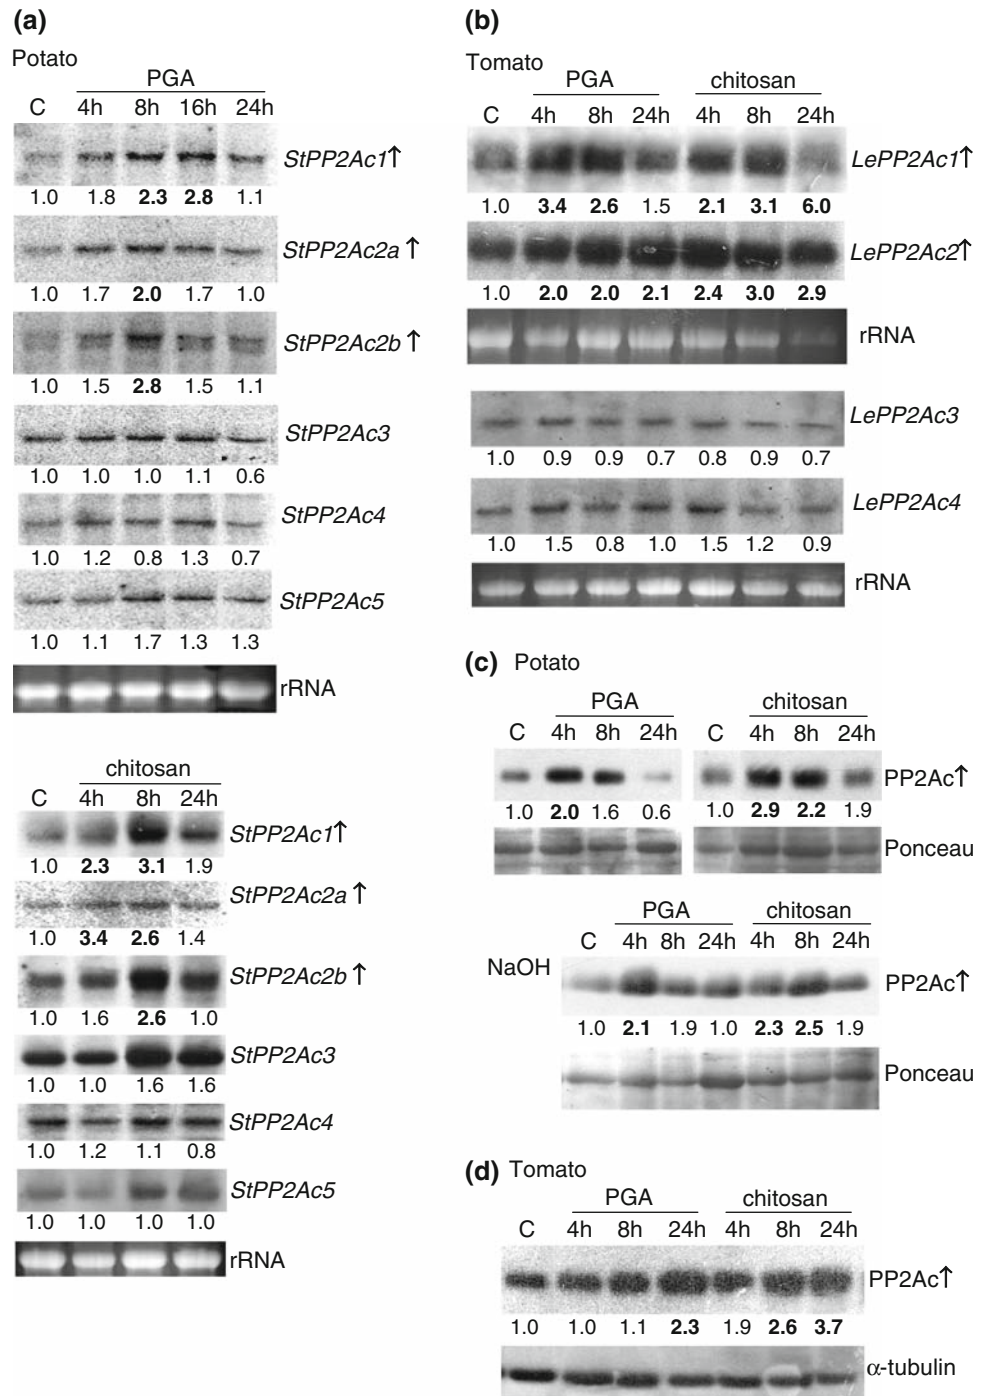 (a)
Potato
PGA
C 4h 8h 16h 24h
StPP2Ac1↑
1.0 1.8 2.3 2.8 1.1
StPP2Ac2a ↑
1.0 1.7 2.0 1.7 1.0
StPP2Ac2b ↑
1.0 1.5 2.8 1.5 1.1
StPP2Ac3
1.0 1.0 1.0 1.1 0.6
StPP2Ac4
1.0 1.2 0.8 1.3 0.7
StPP2Ac5
1.0 1.1 1.7 1.3 1.3
rRNA
chitosan
C 4h 8h 24h
StPP2Ac1↑
1.0 2.3 3.1 1.9
StPP2Ac2a ↑
1.0 3.4 2.6 1.4
StPP2Ac2b ↑
1.0 1.6 2.6 1.0
StPP2Ac3
1.0 1.0 1.6 1.6
StPP2Ac4
1.0 1.2 1.1 0.8
StPP2Ac5
1.0 1.0 1.0 1.0
rRNA
(b)
Tomato
PGA chitosan
C 4h 8h 24h 4h 8h 24h
LePP2Ac1↑
1.0 3.4 2.6 1.5 2.1 3.1 6.0
LePP2Ac2↑
1.0 2.0 2.0 2.1 2.4 3.0 2.9
rRNA
LePP2Ac3
1.0 0.9 0.9 0.7 0.8 0.9 0.7
LePP2Ac4
1.0 1.5 0.8 1.0 1.5 1.2 0.9
rRNA
(c) Potato
PGA chitosan
C 4h 8h 24h C 4h 8h 24h
PP2Ac↑
1.0 2.0 1.6 0.6 1.0 2.9 2.2 1.9
Ponceau
PGA chitosan
C 4h 8h 24h 4h 8h 24h
NaOH PP2Ac↑
1.0 2.1 1.9 1.0 2.3 2.5 1.9
Ponceau
(d) Tomato
PGA chitosan
C 4h 8h 24h 4h 8h 24h
PP2Ac↑
1.0 1.0 1.1 2.3 1.9 2.6 3.7
α-tubulin